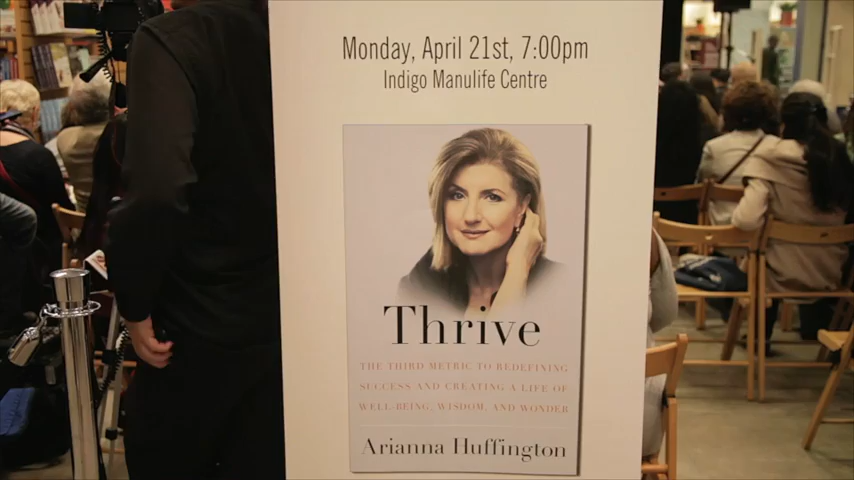 Monday, April 21st, 7:00pm
Indigo Manulife Centre
Thrive
THE THIRD METRIC TO REDEFINING
SUCCESS AND CREATING A LIFE OF
WELL-BEING, WISDOM, AND WONDER
Arianna Huffington